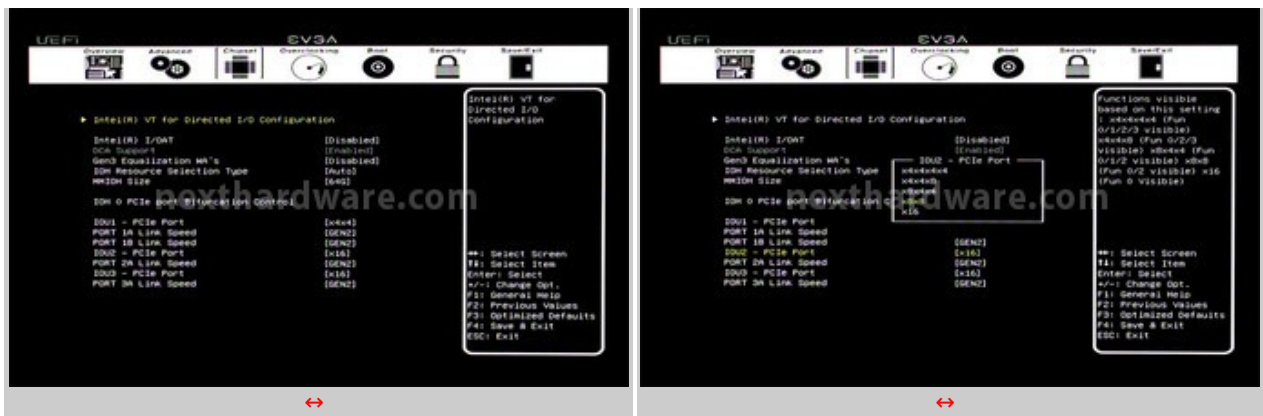 UEFI
EVGA
Overview Advanced Chipset Overclocking Boot Security Save/Exit
► Intel(R) VT for Directed I/O Configuration
Intel(R) I/OAT [Disabled]
DCA Support [Enabled]
Gen3 Equalization WA's [Disabled]
IOH Resource Selection Type [Auto]
MMIOH Size [64G]
IOH 0 PCIe port Bifurcation Control
IOU1 - PCIe Port [x4x4]
PORT 1A Link Speed [GEN2]
PORT 1B Link Speed [GEN2]
IOU2 - PCIe Port [x16]
PORT 2A Link Speed [GEN2]
IOU3 - PCIe Port [x16]
PORT 3A Link Speed [GEN2]
Intel(R) VT for
Directed I/O
Configuration
↔: Select Screen
↑↓: Select Item
Enter: Select
+/-: Change Opt.
F1: General Help
F2: Previous Values
F3: Optimized Defaults
F4: Save & Exit
ESC: Exit
nexthardware.com
UEFI
EVGA
Overview Advanced Chipset Overclocking Boot Security Save/Exit
► Intel(R) VT for Directed I/O Configuration
Intel(R) I/OAT [Disabled]
DCA Support [Enabled]
Gen3 Equalization WA's
IOH Resource Selection Type
MMIOH Size
IOH 0 PCIe port Bifurcation
IOU1 - PCIe Port
PORT 1A Link Speed
PORT 1B Link Speed [GEN2]
IOU2 - PCIe Port [x16]
PORT 2A Link Speed [GEN2]
IOU3 - PCIe Port [x16]
PORT 3A Link Speed [GEN2]
IOU2 - PCIe Port
x4x4x4x4
x4x4x8
x8x4x4
x8x8
x16
Functions visible
based on this setting
: x4x4x4x4 (Fun
0/1/2/3 visible)
x4x4x8 (Fun 0/2/3
visible) x8x4x4 (Fun
0/1/2 visible) x8x8
(Fun 0/2 visible) x16
(Fun 0 Visible)
↔: Select Screen
↑↓: Select Item
Enter: Select
+/-: Change Opt.
F1: General Help
F2: Previous Values
F3: Optimized Defaults
F4: Save & Exit
ESC: Exit
nexthardware.com